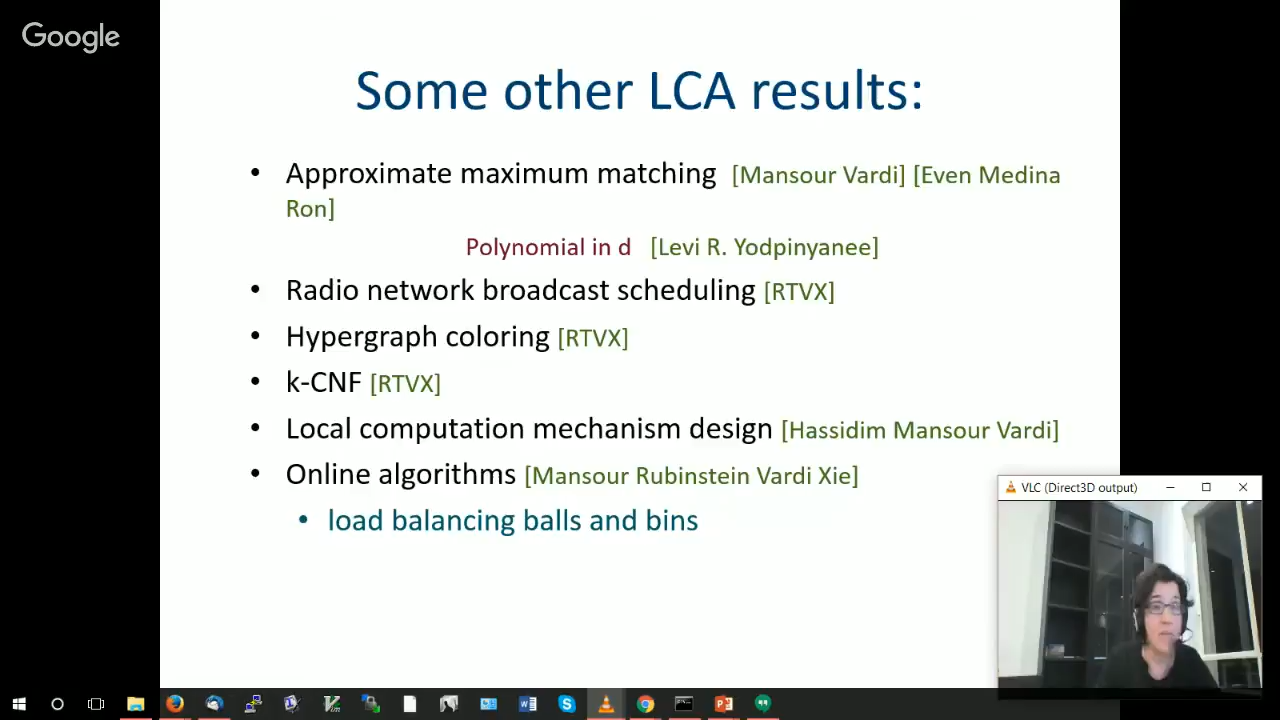 Google
Some other LCA results:
• Approximate maximum matching [Mansour Vardi] [Even Medina
Ron]
Polynomial in d [Levi R. Yodpinyanee]
• Radio network broadcast scheduling [RTVX]
• Hypergraph coloring [RTVX]
• k-CNF [RTVX]
• Local computation mechanism design [Hassidim Mansour Vardi]
• Online algorithms [Mansour Rubinstein Vardi Xie]
• load balancing balls and bins
VLC (Direct3D output)